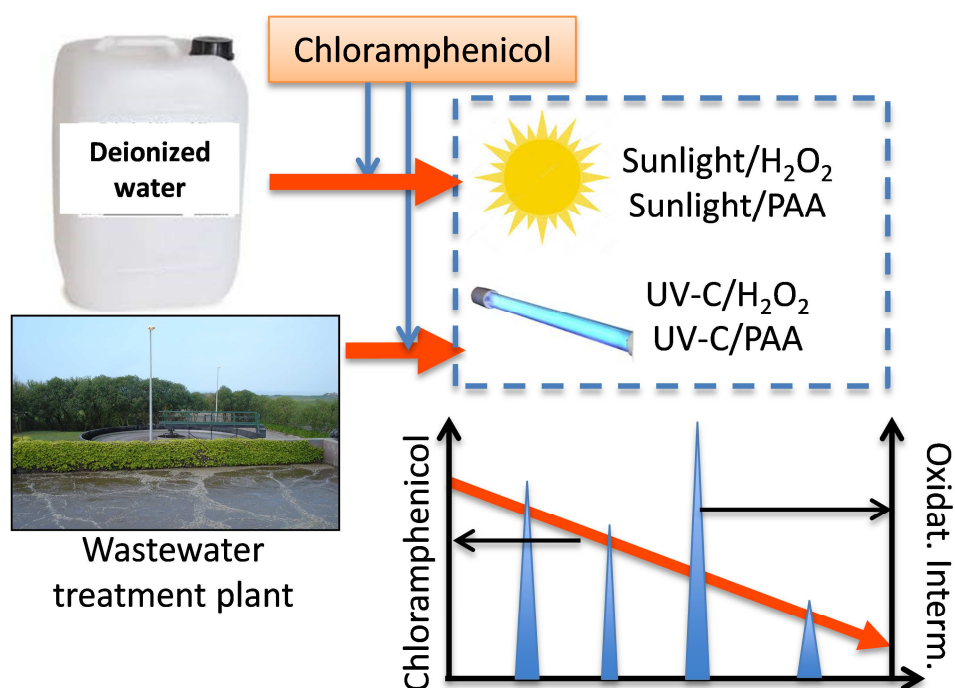 Chloramphenicol
Deionized
water
Sunlight/H₂O₂
Sunlight/PAA
UV-C/H₂O₂
UV-C/PAA
Wastewater
treatment plant
Chloramphenicol
Oxidat. Interm.